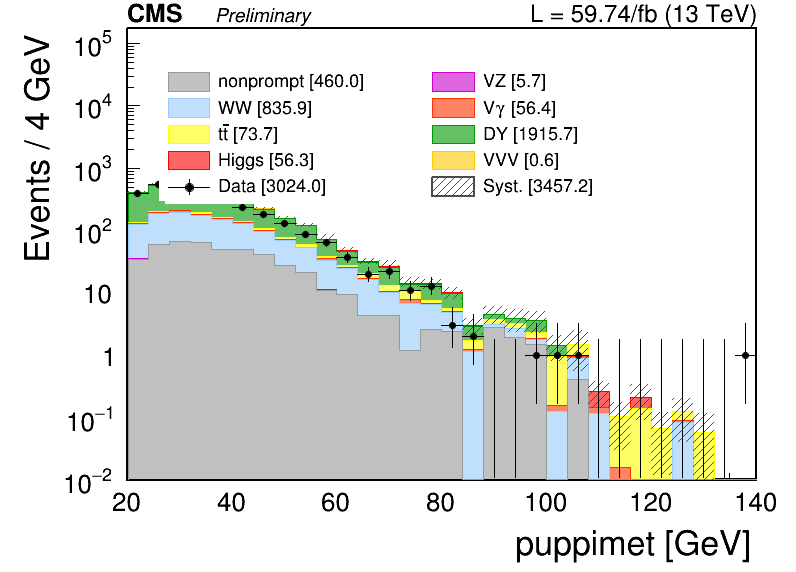 CMS Preliminary L = 59.74/fb (13 TeV)
Events / 4 GeV
10⁵
10⁴
10³
10²
10
1
10⁻¹
10⁻²
nonprompt [460.0] VZ [5.7]
WW [835.9] Vγ [56.4]
tt̄ [73.7] DY [1915.7]
Higgs [56.3] VVV [0.6]
Data [3024.0] Syst. [3457.2]
20 40 60 80 100 120 140
puppimet [GeV]